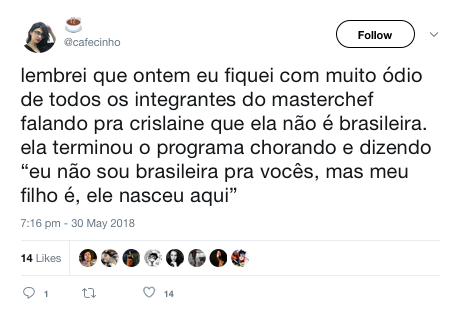 @cafecinho
Follow
lembrei que ontem eu fiquei com muito ódio
de todos os integrantes do masterchef
falando pra crislaine que ela não é brasileira.
ela terminou o programa chorando e dizendo
“eu não sou brasileira pra vocês, mas meu
filho é, ele nasceu aqui”
7:16 pm - 30 May 2018
14 Likes
1
14